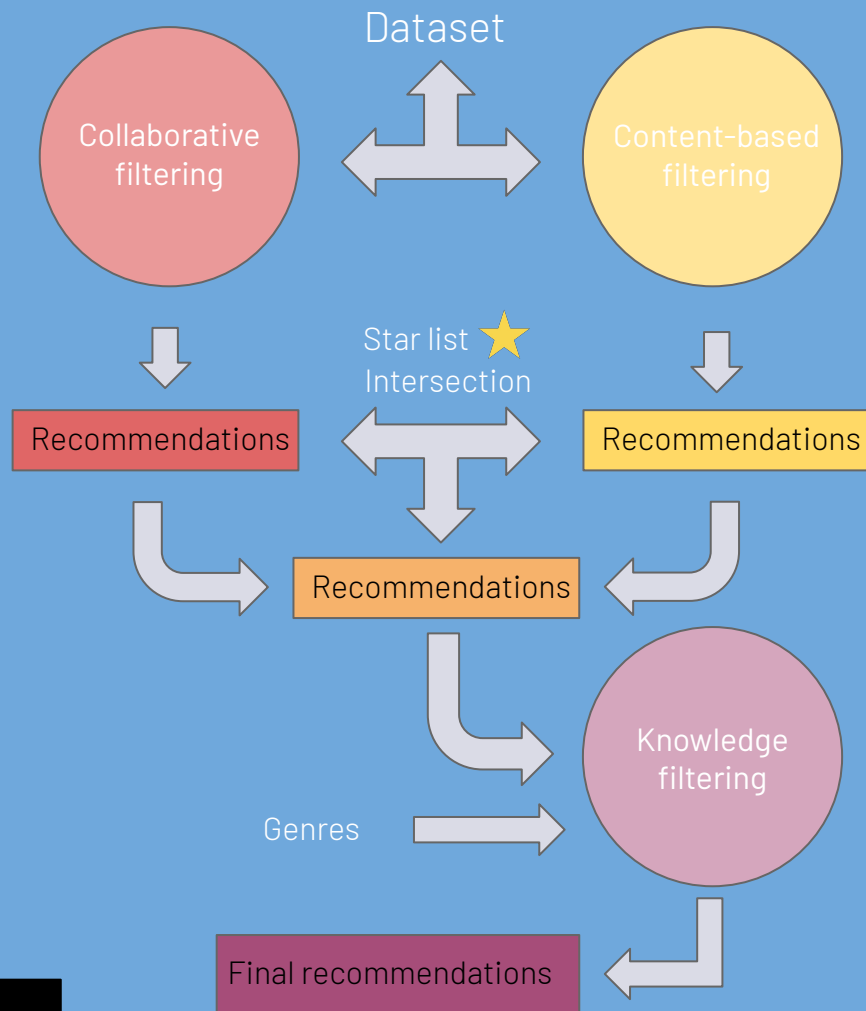 Dataset
Collaborative
filtering
Content-based
filtering
Star list
Intersection
Recommendations
Recommendations
Recommendations
Knowledge
filtering
Genres
Final recommendations